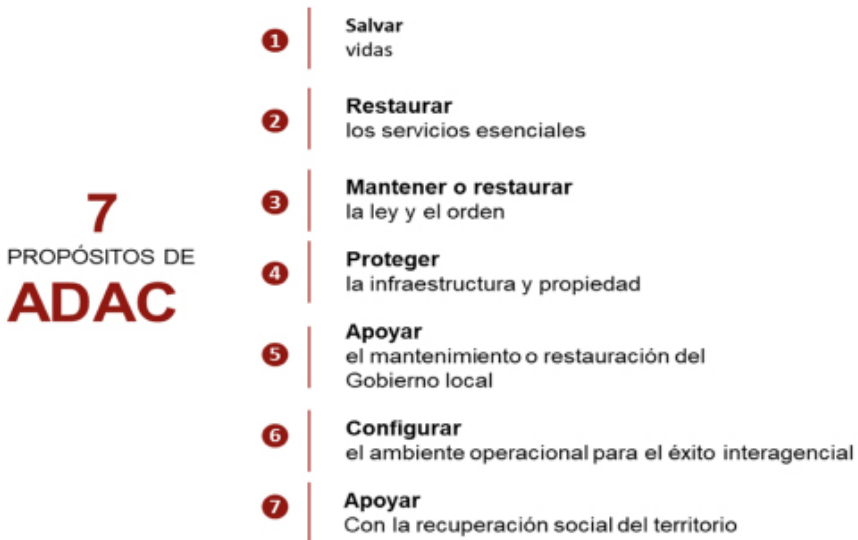 7
PROPÓSITOS DE
ADAC
1
Salvar
vidas
2
Restaurar
los servicios esenciales
3
Mantener o restaurar
la ley y el orden
4
Proteger
la infraestructura y propiedad
5
Apoyar
el mantenimiento o restauración del
Gobierno local
6
Configurar
el ambiente operacional para el éxito interagencial
7
Apoyar
Con la recuperación social del territorio